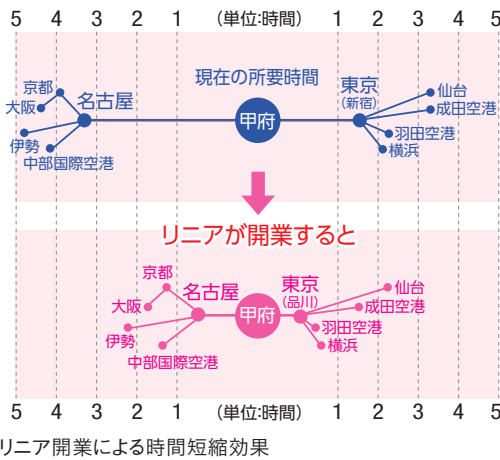 5 4 3 2 1 (単位:時間) 1 2 3 4 5
現在の所要時間
京都
大阪
名古屋
伊勢
中部国際空港
甲府
東京
(新宿)
仙台
成田空港
羽田空港
横浜
リニアが開業すると
京都
大阪
名古屋
伊勢
中部国際空港
甲府
東京
(品川)
仙台
成田空港
羽田空港
横浜
5 4 3 2 1 (単位:時間) 1 2 3 4 5
リニア開業による時間短縮効果